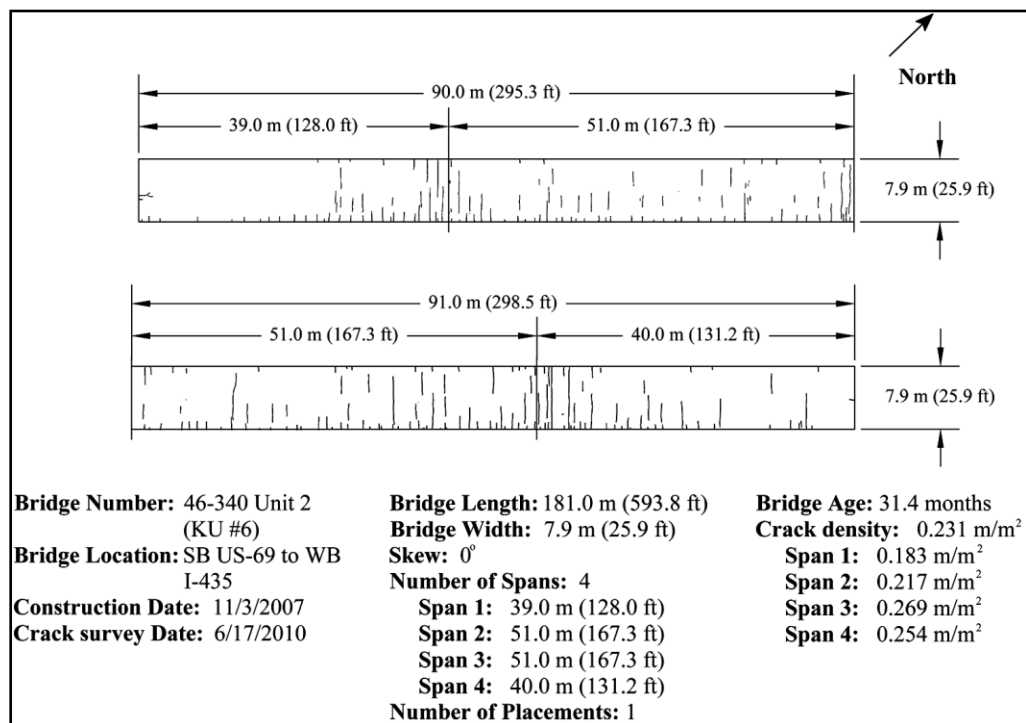 North
90.0 m (295.3 ft)
39.0 m (128.0 ft)
51.0 m (167.3 ft)
7.9 m (25.9 ft)
91.0 m (298.5 ft)
51.0 m (167.3 ft)
40.0 m (131.2 ft)
7.9 m (25.9 ft)
Bridge Number: 46-340 Unit 2
(KU #6)
Bridge Location: SB US-69 to WB
I-435
Construction Date: 11/3/2007
Crack survey Date: 6/17/2010
Bridge Length: 181.0 m (593.8 ft)
Bridge Width: 7.9 m (25.9 ft)
Skew: 0°
Number of Spans: 4
Span 1: 39.0 m (128.0 ft)
Span 2: 51.0 m (167.3 ft)
Span 3: 51.0 m (167.3 ft)
Span 4: 40.0 m (131.2 ft)
Number of Placements: 1
Bridge Age: 31.4 months
Crack density: 0.231 m/m²
Span 1: 0.183 m/m²
Span 2: 0.217 m/m²
Span 3: 0.269 m/m²
Span 4: 0.254 m/m²